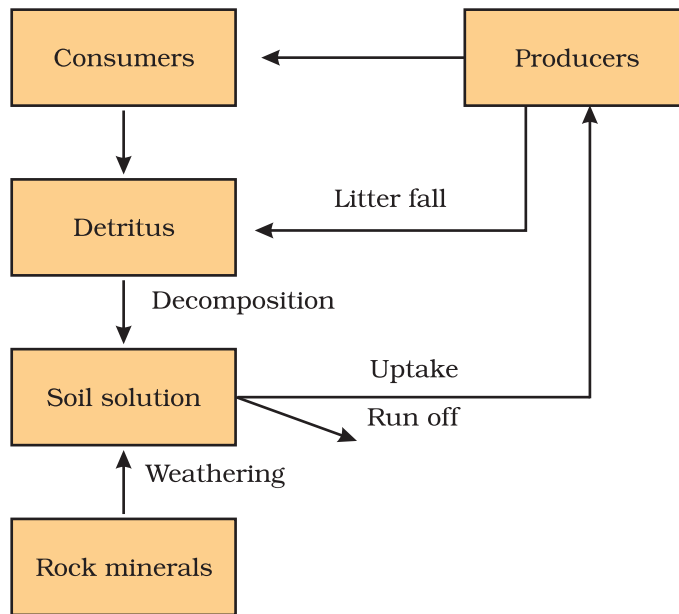 Consumers
Producers
Litter fall
Detritus
Decomposition
Uptake
Soil solution
Run off
Weathering
Rock minerals